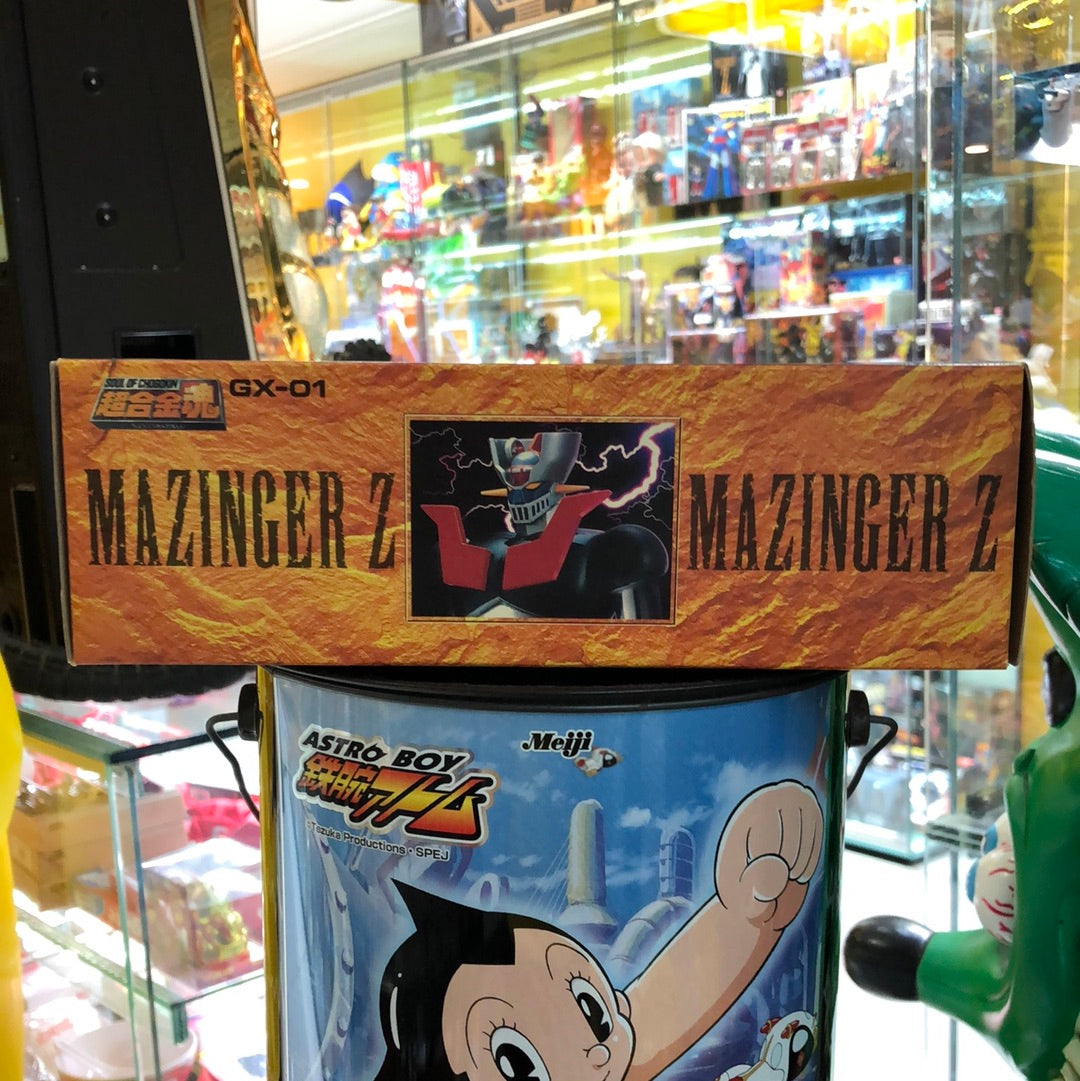 SOUL OF CHOGOKIN
超合金魂
GX-01
MAZINGER Z
MAZINGER Z
ASTRO BOY
鉄腕アトム
Meiji
©Tezuka Productions・SPEJ